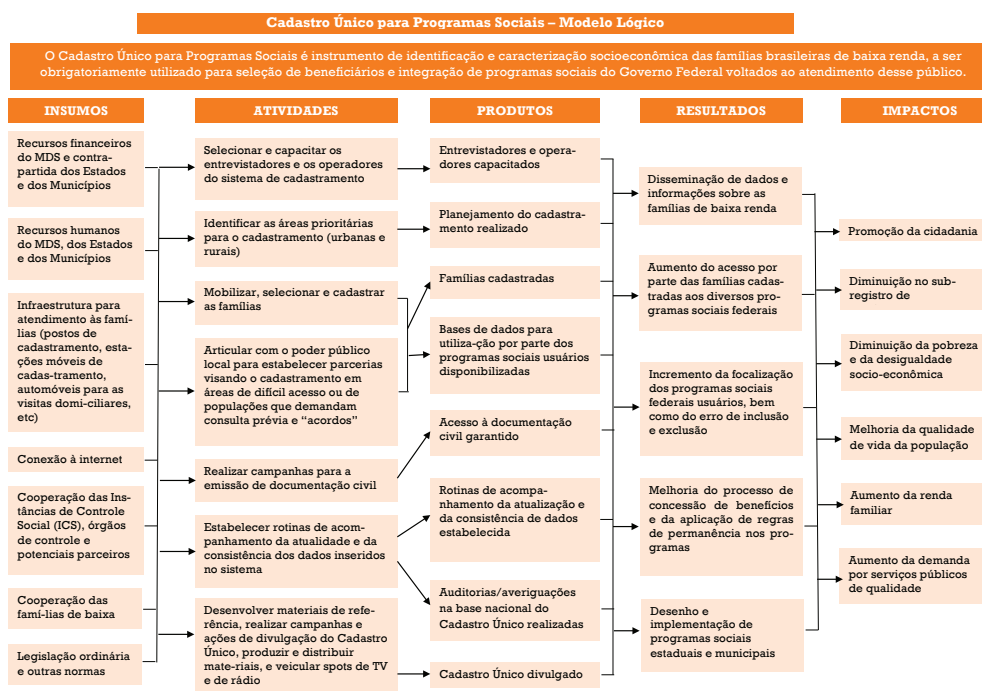 Cadastro Único para Programas Sociais – Modelo Lógico
O Cadastro Único para Programas Sociais é instrumento de identificação e caracterização socioeconômica das famílias brasileiras de baixa renda, a ser
obrigatoriamente utilizado para seleção de beneficiários e integração de programas sociais do Governo Federal voltados ao atendimento desse público.
INSUMOS
Recursos financeiros
do MDS e contra-
partida dos Estados
e dos Municípios
Recursos humanos
do MDS, dos Estados
e dos Municípios
Infraestrutura para
atendimento às famí-
lias (postos de
cadastramento, esta-
ções móveis de
cadas-tramento,
automóveis para as
visitas domi-ciliares,
etc)
Conexão à internet
Cooperação das Ins-
tâncias de Controle
Social (ICS), órgãos
de controle e
potenciais parceiros
Cooperação das
famí-lias de baixa
Legislação ordinária
e outras normas
ATIVIDADES
Selecionar e capacitar os
entrevistadores e os operadores
do sistema de cadastramento
Identificar as áreas prioritárias
para o cadastramento (urbanas e
rurais)
Mobilizar, selecionar e cadastrar
as famílias
Articular com o poder público
local para estabelecer parcerias
visando o cadastramento em
áreas de difícil acesso ou de
populações que demandam
consulta prévia e “acordos”
Realizar campanhas para a
emissão de documentação civil
Estabelecer rotinas de acom-
panhamento da atualidade e da
consistência dos dados inseridos
no sistema
Desenvolver materiais de refe-
rência, realizar campanhas e
ações de divulgação do Cadastro
Único, produzir e distribuir
mate-riais, e veicular spots de TV
e de rádio
PRODUTOS
Entrevistadores e opera-
dores capacitados
Planejamento do cadastra-
mento realizado
Famílias cadastradas
Bases de dados para
utiliza-ção por parte dos
programas sociais usuários
disponibilizadas
Acesso à documentação
civil garantido
Rotinas de acompa-
nhamento da atualização e
da consistência de dados
estabelecida
Auditorias/averiguações
na base nacional do
Cadastro Único realizadas
Cadastro Único divulgado
RESULTADOS
Disseminação de dados e
informações sobre as
famílias de baixa renda
Aumento do acesso por
parte das famílias cadas-
tradas aos diversos pro-
gramas sociais federais
Incremento da focalização
dos programas sociais
federais usuários, bem
como do erro de inclusão
e exclusão
Melhoria do processo de
concessão de benefícios
e da aplicação de regras
de permanência nos pro-
gramas
Desenho e
implementação de
programas sociais
estaduais e municipais
IMPACTOS
Promoção da cidadania
Diminuição no sub-
registro de
Diminuição da pobreza
e da desigualdade
socio-econômica
Melhoria da qualidade
de vida da população
Aumento da renda
familiar
Aumento da demanda
por serviços públicos
de qualidade